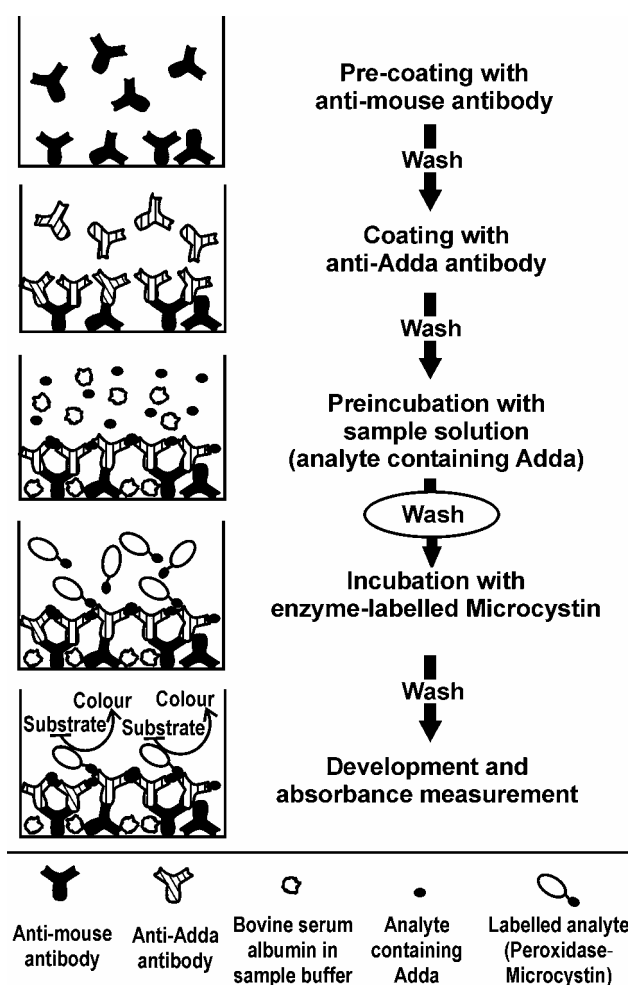 Pre-coating with
anti-mouse antibody
Wash
Coating with
anti-Adda antibody
Wash
Preincubation with
sample solution
(analyte containing Adda)
Wash
Incubation with
enzyme-labelled Microcystin
Wash
Colour Colour
Substrate Substrate
Development and
absorbance measurement
Anti-mouse
antibody
Anti-Adda
antibody
Bovine serum
albumin in
sample buffer
Analyte
containing
Adda
Labelled analyte
(Peroxidase-
Microcystin)